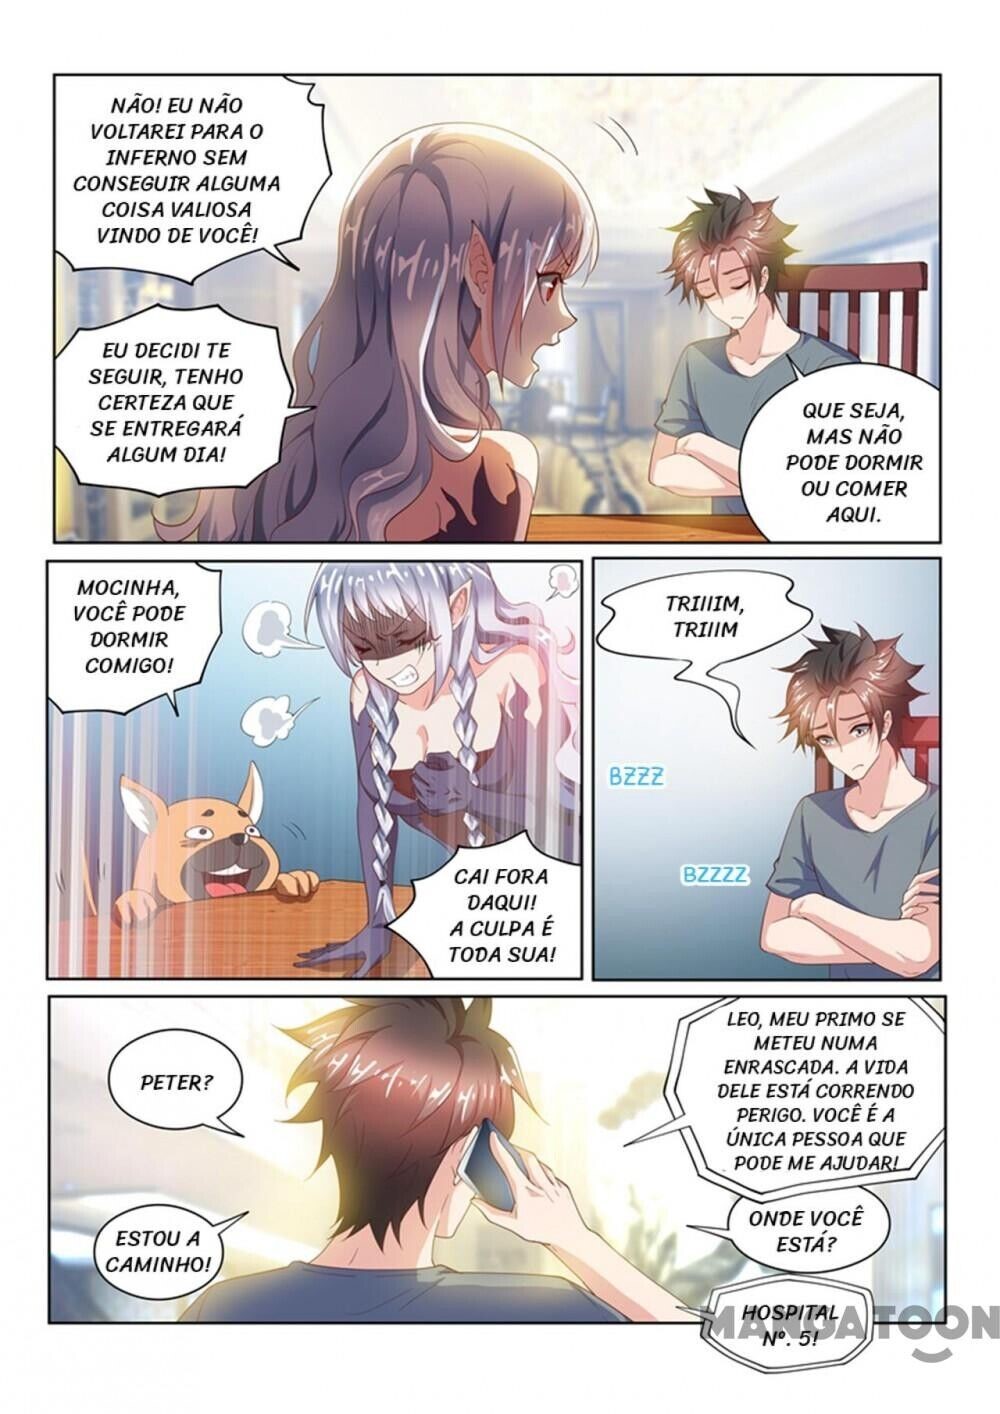 NÃO! EU NÃO
VOLTAREI PARA O
INFERNO SEM
CONSEGUIR ALGUMA
COISA VALIOSA
VINDO DE VOCÊ!
EU DECIDI TE
SEGUIR, TENHO
CERTEZA QUE
SE ENTREGARÁ
ALGUM DIA!
QUE SEJA,
MAS NÃO
PODE DORMIR
OU COMER
AQUI.
MOCINHA,
VOCÊ PODE
DORMIR
COMIGO!
CAI FORA
DAQUI!
A CULPA É
TODA SUA!
TRIIIM,
TRIIIM
BZZZ
BZZZZ
PETER?
LEO, MEU PRIMO SE
METEU NUMA
ENRASCADA. A VIDA
DELE ESTÁ CORRENDO
PERIGO. VOCÊ É A
ÚNICA PESSOA QUE
PODE ME AJUDAR!
ONDE VOCÊ
ESTÁ?
HOSPITAL
Nº. 5!
ESTOU A
CAMINHO!
MANGATOON